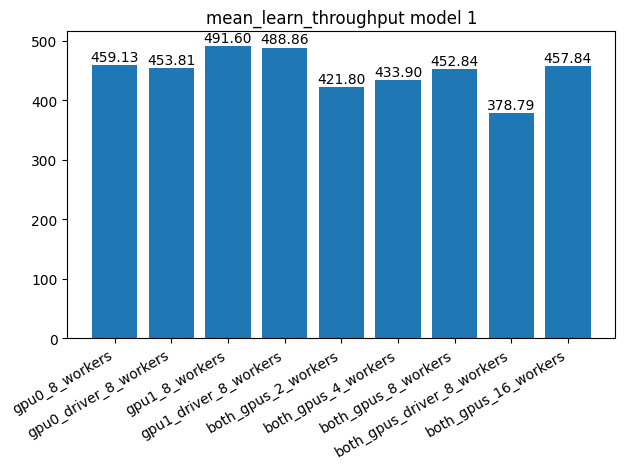 mean_learn_throughput model 1
500
400
300
200
100
0
459.13
453.81
491.60
488.86
421.80
433.90
452.84
378.79
457.84
gpu0_8_workers
gpu0_driver_8_workers
gpu1_8_workers
gpu1_driver_8_workers
both_gpus_2_workers
both_gpus_4_workers
both_gpus_8_workers
both_gpus_driver_8_workers
both_gpus_16_workers